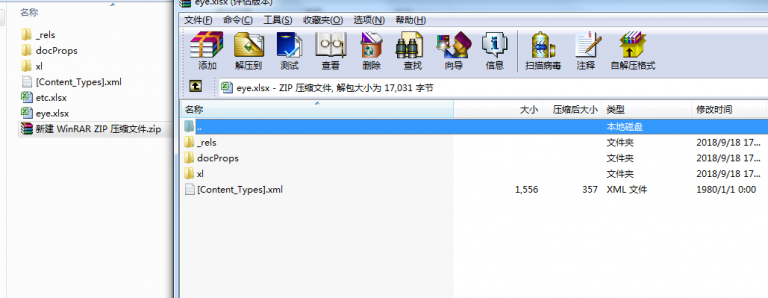 名称
_rels
docProps
xl
[Content_Types].xml
etc.xlsx
eye.xlsx
新建 WinRAR ZIP 压缩文件.zip
eye.xlsx (评估版本)
文件(F) 命令(C) 工具(S) 收藏夹(O) 选项(N) 帮助(H)
添加 解压到 测试 查看 删除 查找 向导 信息 扫描病毒 注释 自解压格式
eye.xlsx - ZIP 压缩文件, 解包大小为 17,031 字节
名称 大小 压缩后大小 类型 修改时间
.. 本地磁盘
_rels 文件夹 2018/9/18 17...
docProps 文件夹 2018/9/18 17...
xl 文件夹 2018/9/18 17...
[Content_Types].xml 1,556 357 XML 文件 1980/1/1 0:00